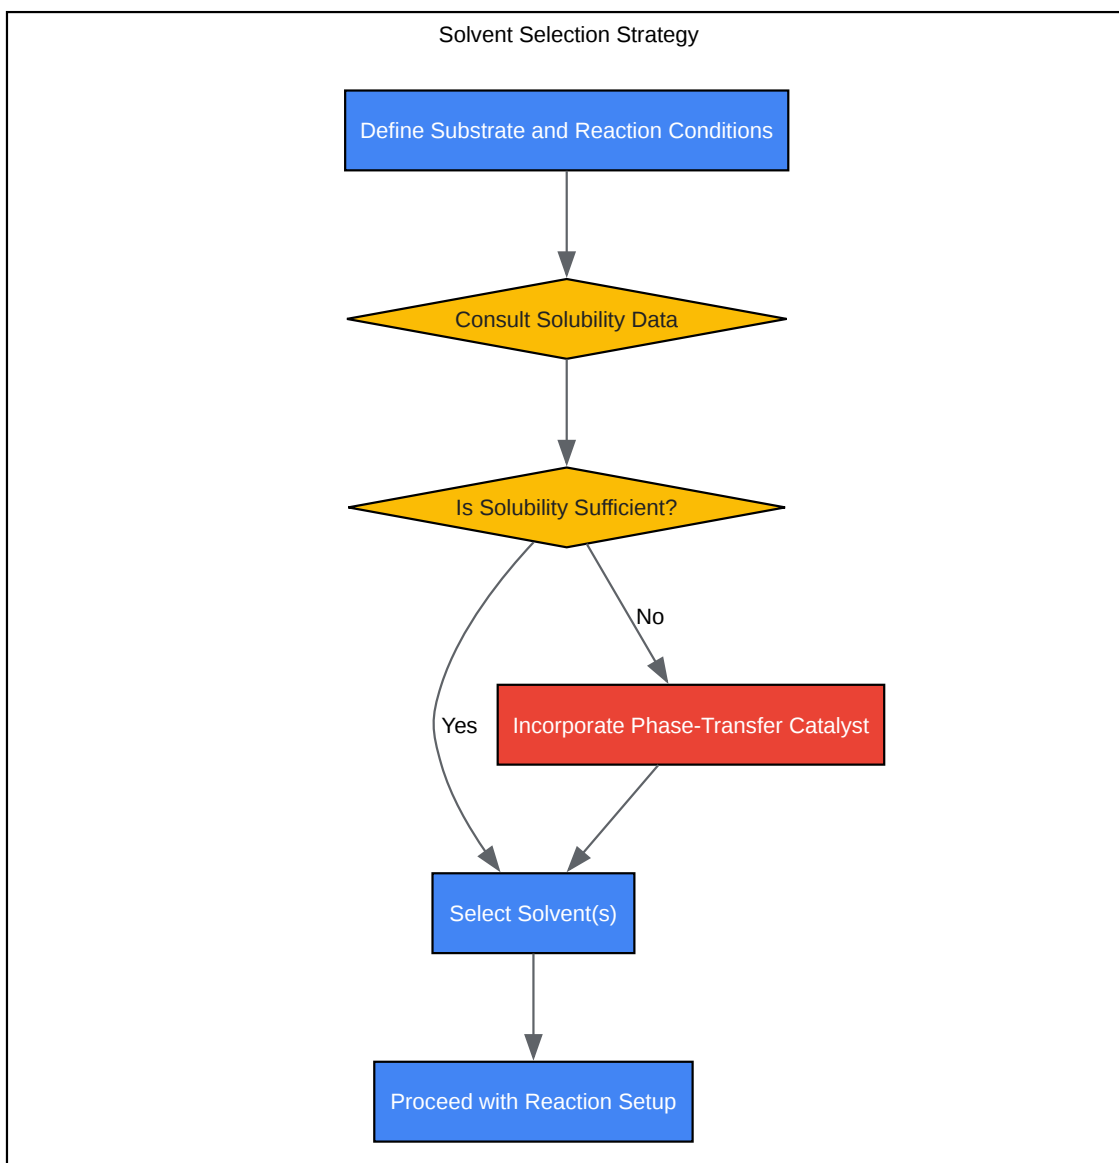 Solvent Selection Strategy
Define Substrate and Reaction Conditions
Consult Solubility Data
Is Solubility Sufficient?
No
Yes
Incorporate Phase-Transfer Catalyst
Select Solvent(s)
Proceed with Reaction Setup